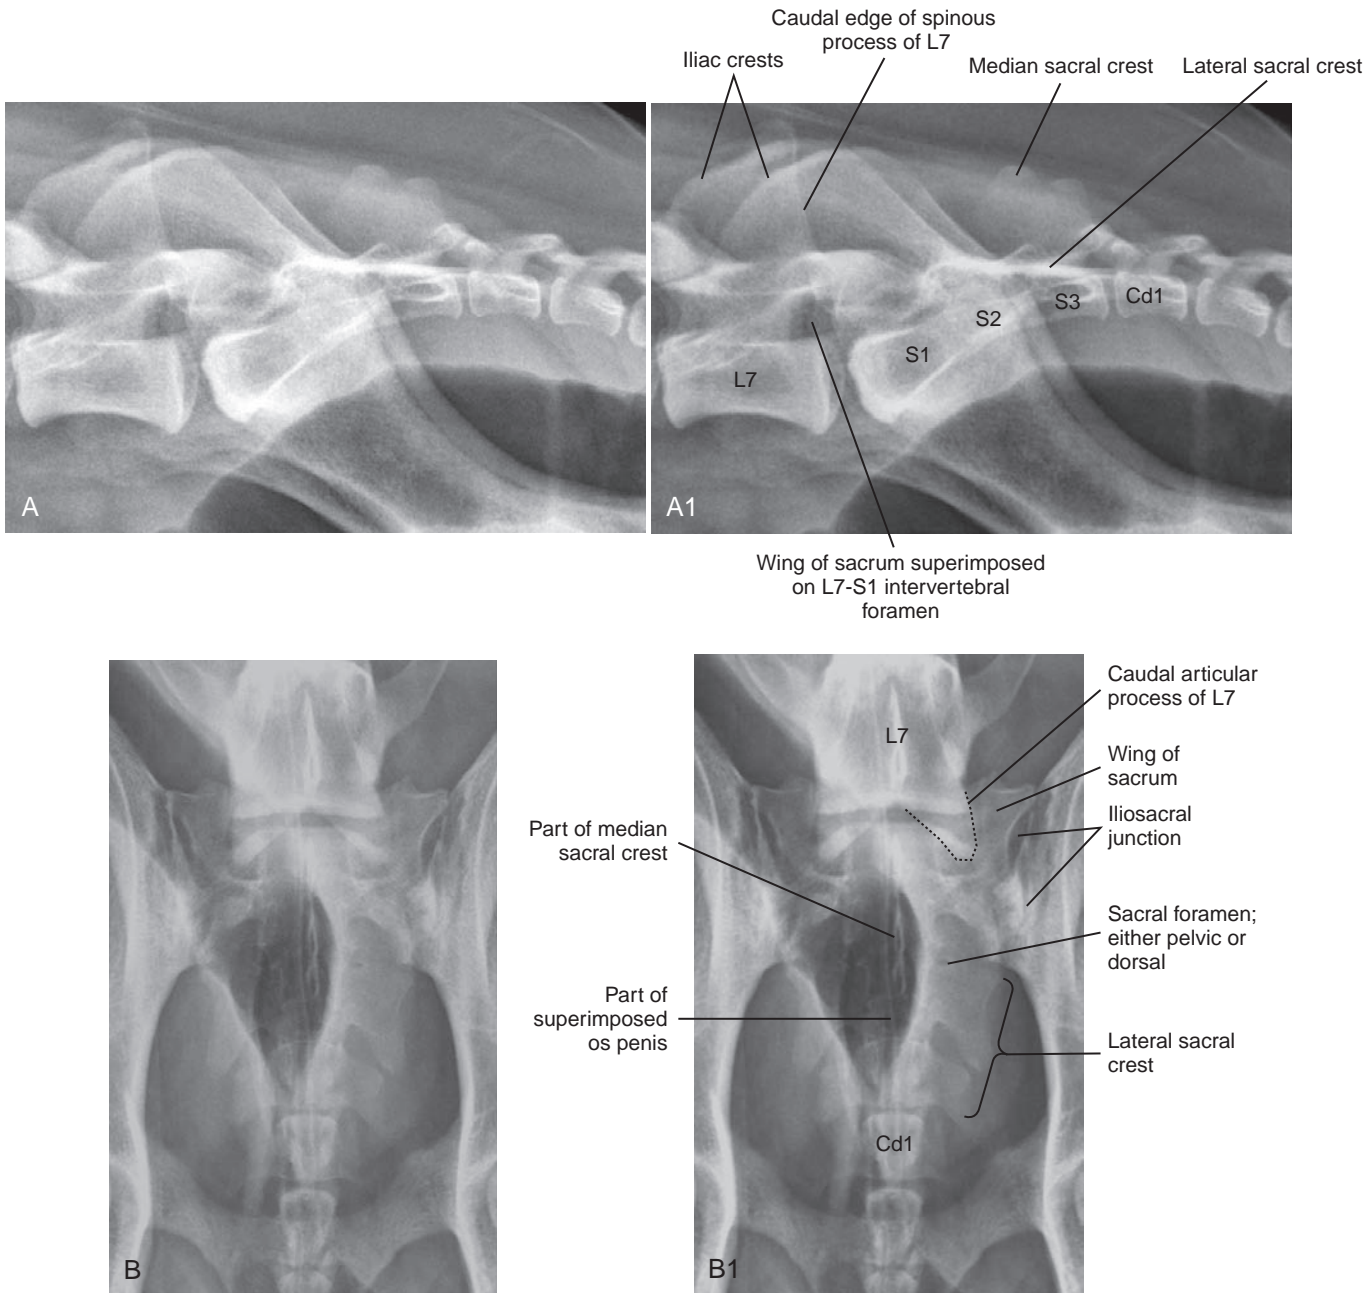 Caudal edge of spinous
process of L7
Iliac crests
Median sacral crest
Lateral sacral crest
S3
Cd1
S2
S1
L7
A
A1
Wing of sacrum superimposed
on L7-S1 intervertebral
foramen
Caudal articular
process of L7
L7
Wing of
sacrum
Iliosacral
junction
Part of median
sacral crest
Sacral foramen;
either pelvic or
dorsal
Part of
superimposed
os penis
Lateral sacral
crest
Cd1
B
B1